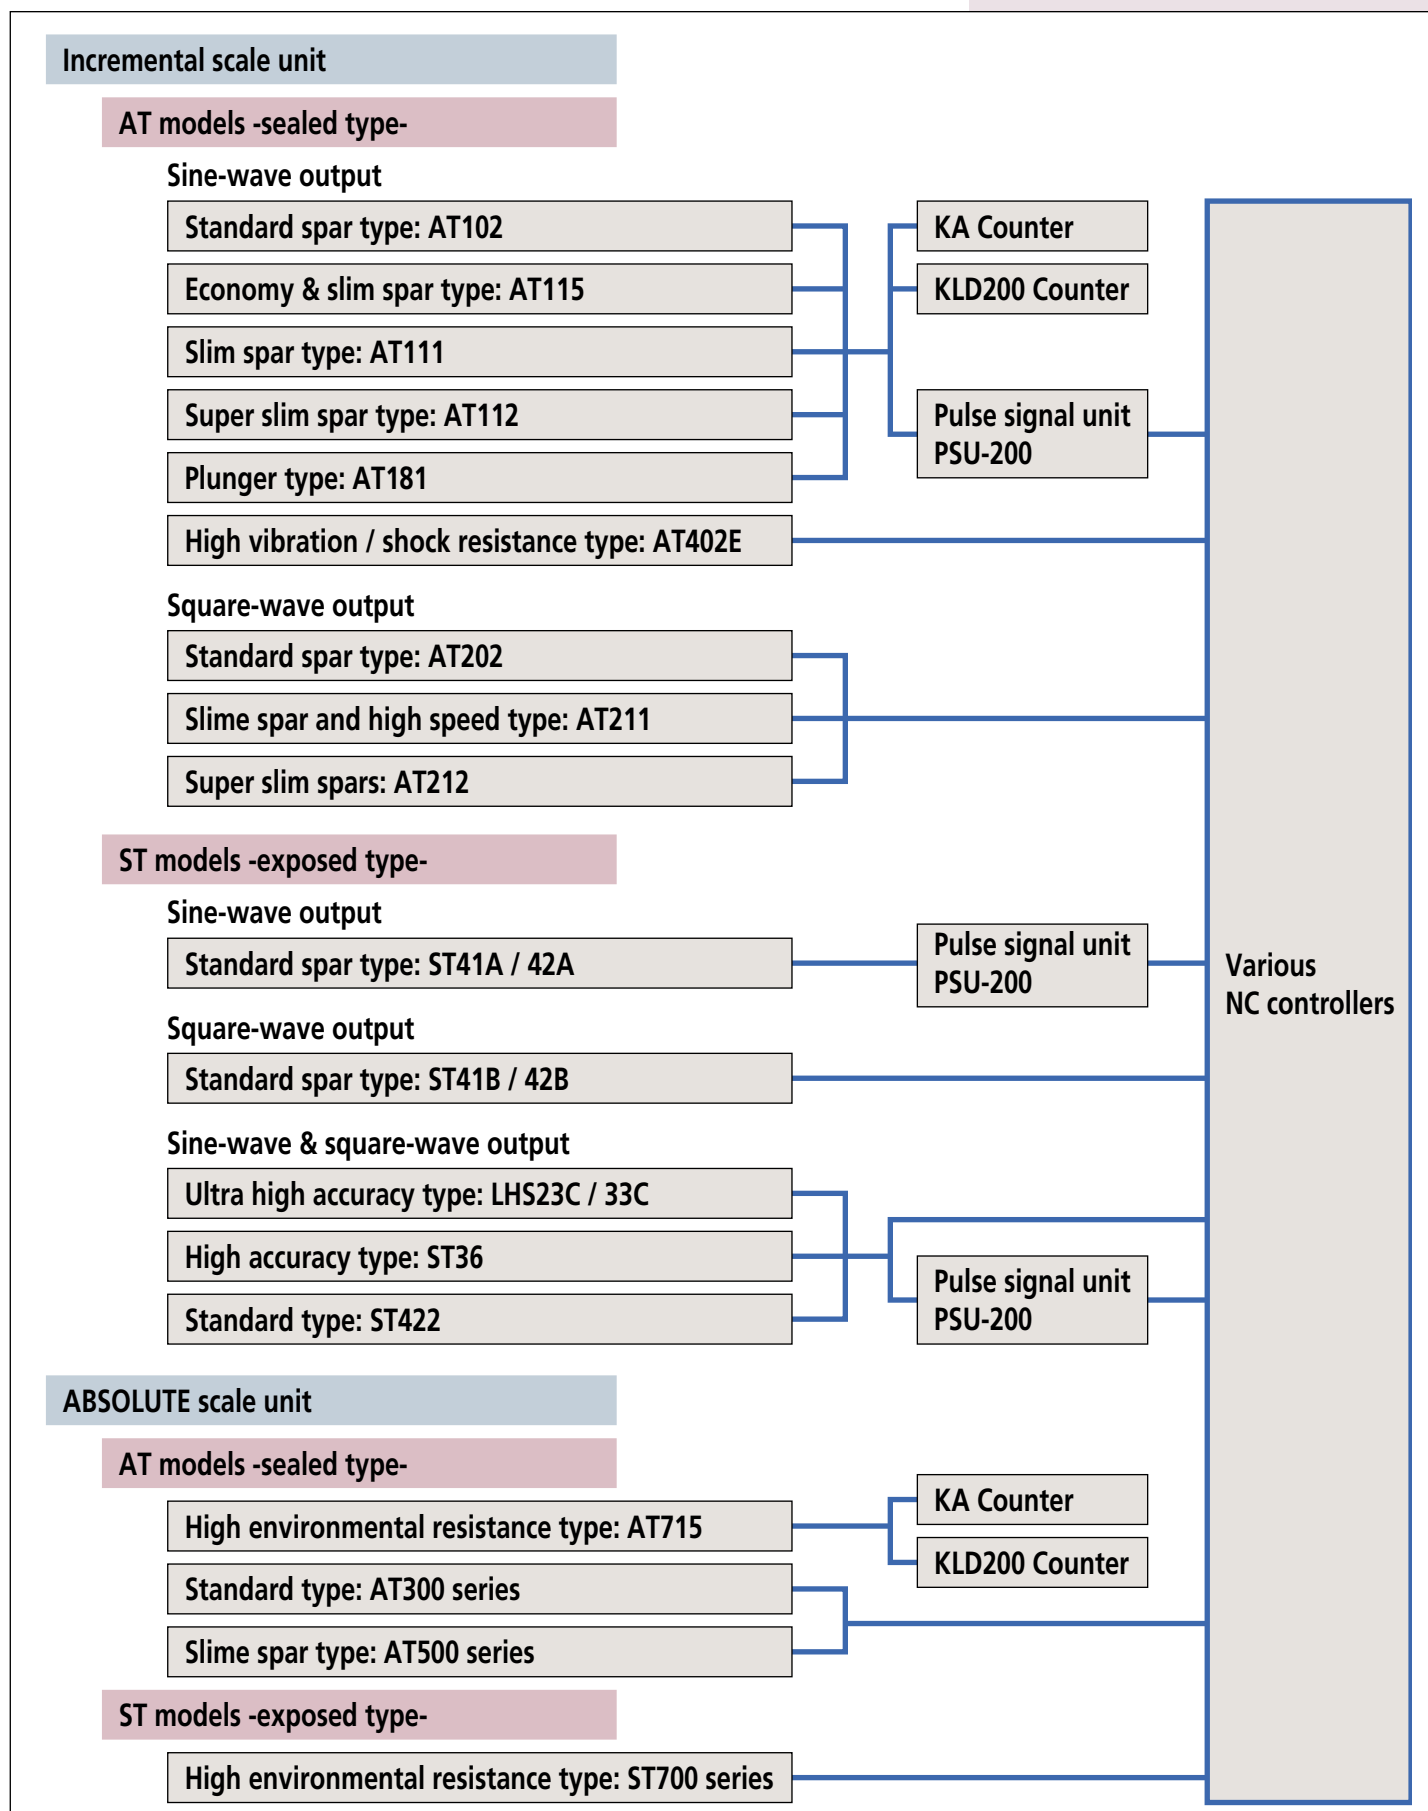 Incremental scale unit
AT models -sealed type-
Sine-wave output
Standard spar type: AT102
KA Counter
Economy & slim spar type: AT115
KLD200 Counter
Slim spar type: AT111
Super slim spar type: AT112
Pulse signal unit
PSU-200
Plunger type: AT181
High vibration / shock resistance type: AT402E
Square-wave output
Standard spar type: AT202
Slime spar and high speed type: AT211
Super slim spars: AT212
ST models -exposed type-
Sine-wave output
Standard spar type: ST41A / 42A
Pulse signal unit
PSU-200
Various
NC controllers
Square-wave output
Standard spar type: ST41B / 42B
Sine-wave & square-wave output
Ultra high accuracy type: LHS23C / 33C
High accuracy type: ST36
Pulse signal unit
PSU-200
Standard type: ST422
ABSOLUTE scale unit
AT models -sealed type-
KA Counter
High environmental resistance type: AT715
KLD200 Counter
Standard type: AT300 series
Slime spar type: AT500 series
ST models -exposed type-
High environmental resistance type: ST700 series